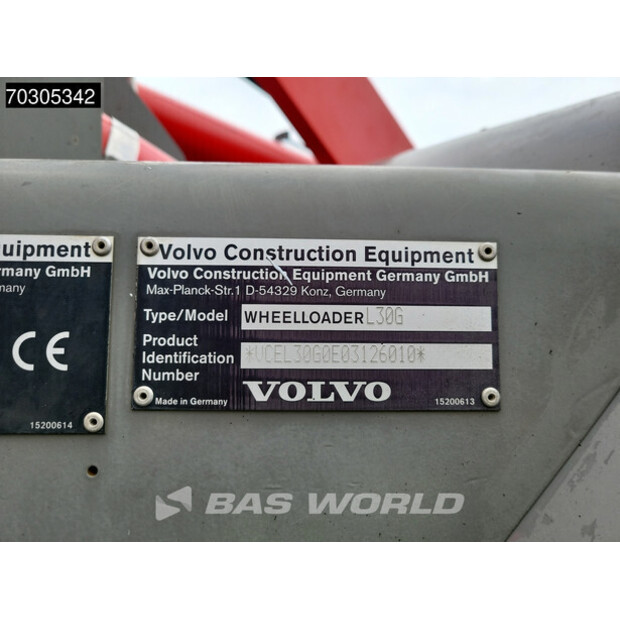 70305342
uipment
rmany GmbH
many
CE
15200614
Volvo Construction Equipment
Volvo Construction Equipment Germany GmbH
Max-Planck-Str.1 D-54329 Konz, Germany
Type/Model WHEELLOADER L30G
Product
Identification *VCEL30G0E03126010*
Number
VOLVO
Made in Germany 15200613
BAS WORLD